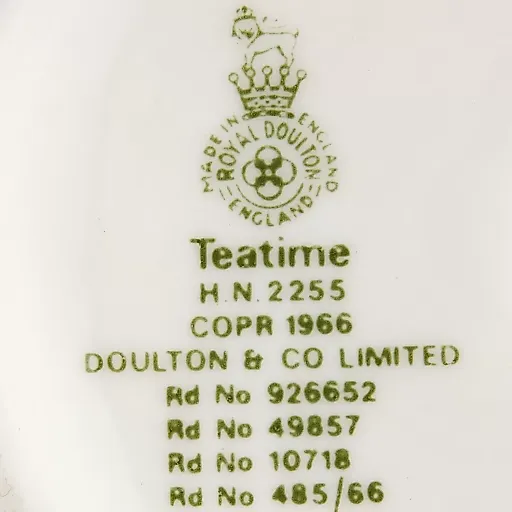 MADE IN ENGLAND
ROYAL DOULTON
ENGLAND
Teatime
H.N. 2255
COPR 1966
DOULTON & CO LIMITED
Rd No 926652
Rd No 49857
Rd No 10718
Rd No 485/66